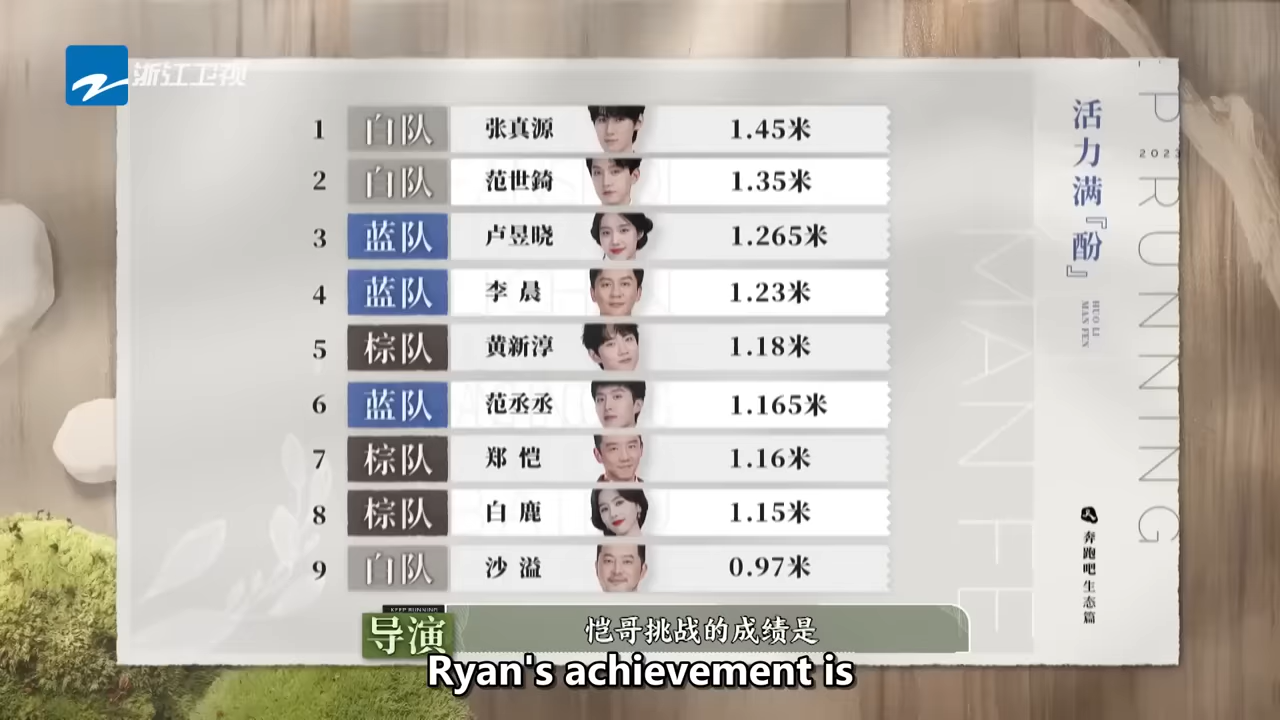 浙江卫视
1 白队 张真源 1.45米
2 白队 范世錡 1.35米
3 蓝队 卢昱晓 1.265米
4 蓝队 李晨 1.23米
5 棕队 黄新淳 1.18米
6 蓝队 范丞丞 1.165米
7 棕队 郑恺 1.16米
8 棕队 白鹿 1.15米
9 白队 沙溢 0.97米
活力满『酚』
HUO LI
MAN FEN
2023
P RUNNING
MAN FE
奔跑吧生态篇
KEEP RUNNING
导演 恺哥挑战的成绩是
Ryan's achievement is